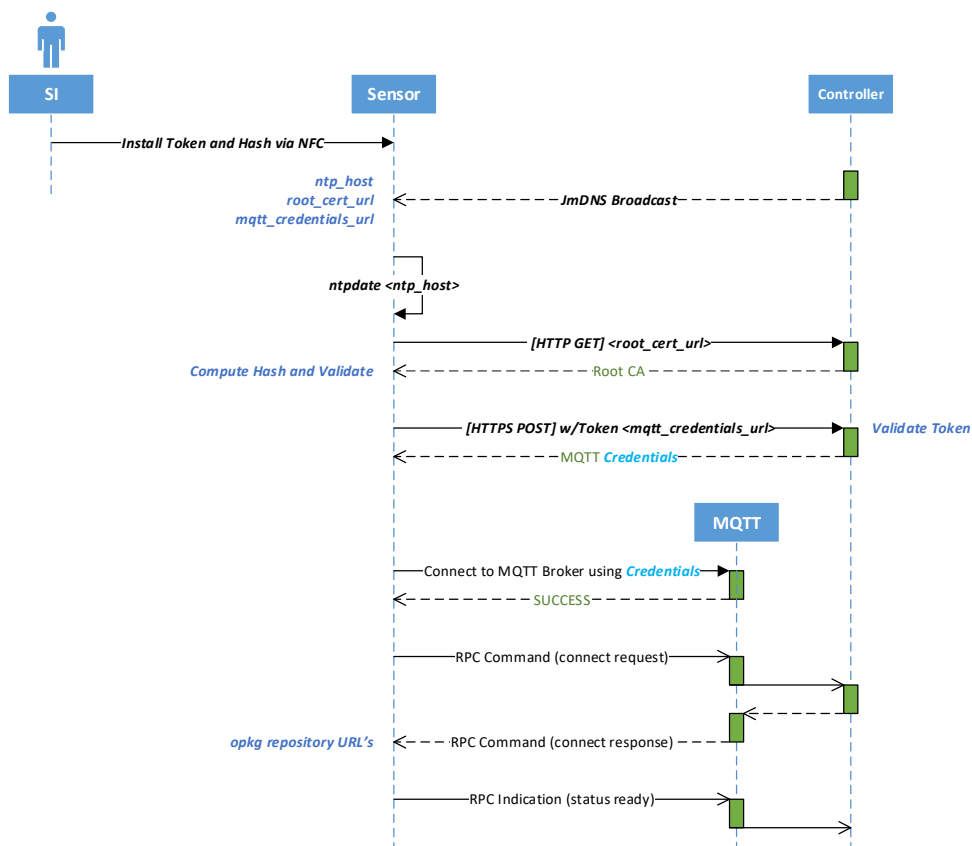 SI
Sensor
Controller
Install Token and Hash via NFC
ntp_host
root_cert_url
mqtt_credentials_url
JmDNS Broadcast
ntpdate <ntp_host>
[HTTP GET] <root_cert_url>
Compute Hash and Validate
Root CA
[HTTPS POST] w/Token <mqtt_credentials_url>
Validate Token
MQTT Credentials
MQTT
Connect to MQTT Broker using Credentials
SUCCESS
RPC Command (connect request)
opkg repository URL's
RPC Command (connect response)
RPC Indication (status ready)